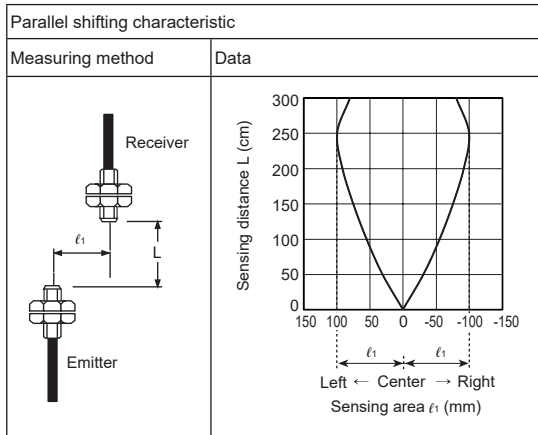 Parallel shifting characteristic
Measuring method
Data
Receiver
ℓ1
L
Emitter
Sensing distance L (cm)
300
250
200
150
100
50
0
150 100 50 0 -50 -100 -150
ℓ1 ℓ1
Left ← Center → Right
Sensing area ℓ1 (mm)